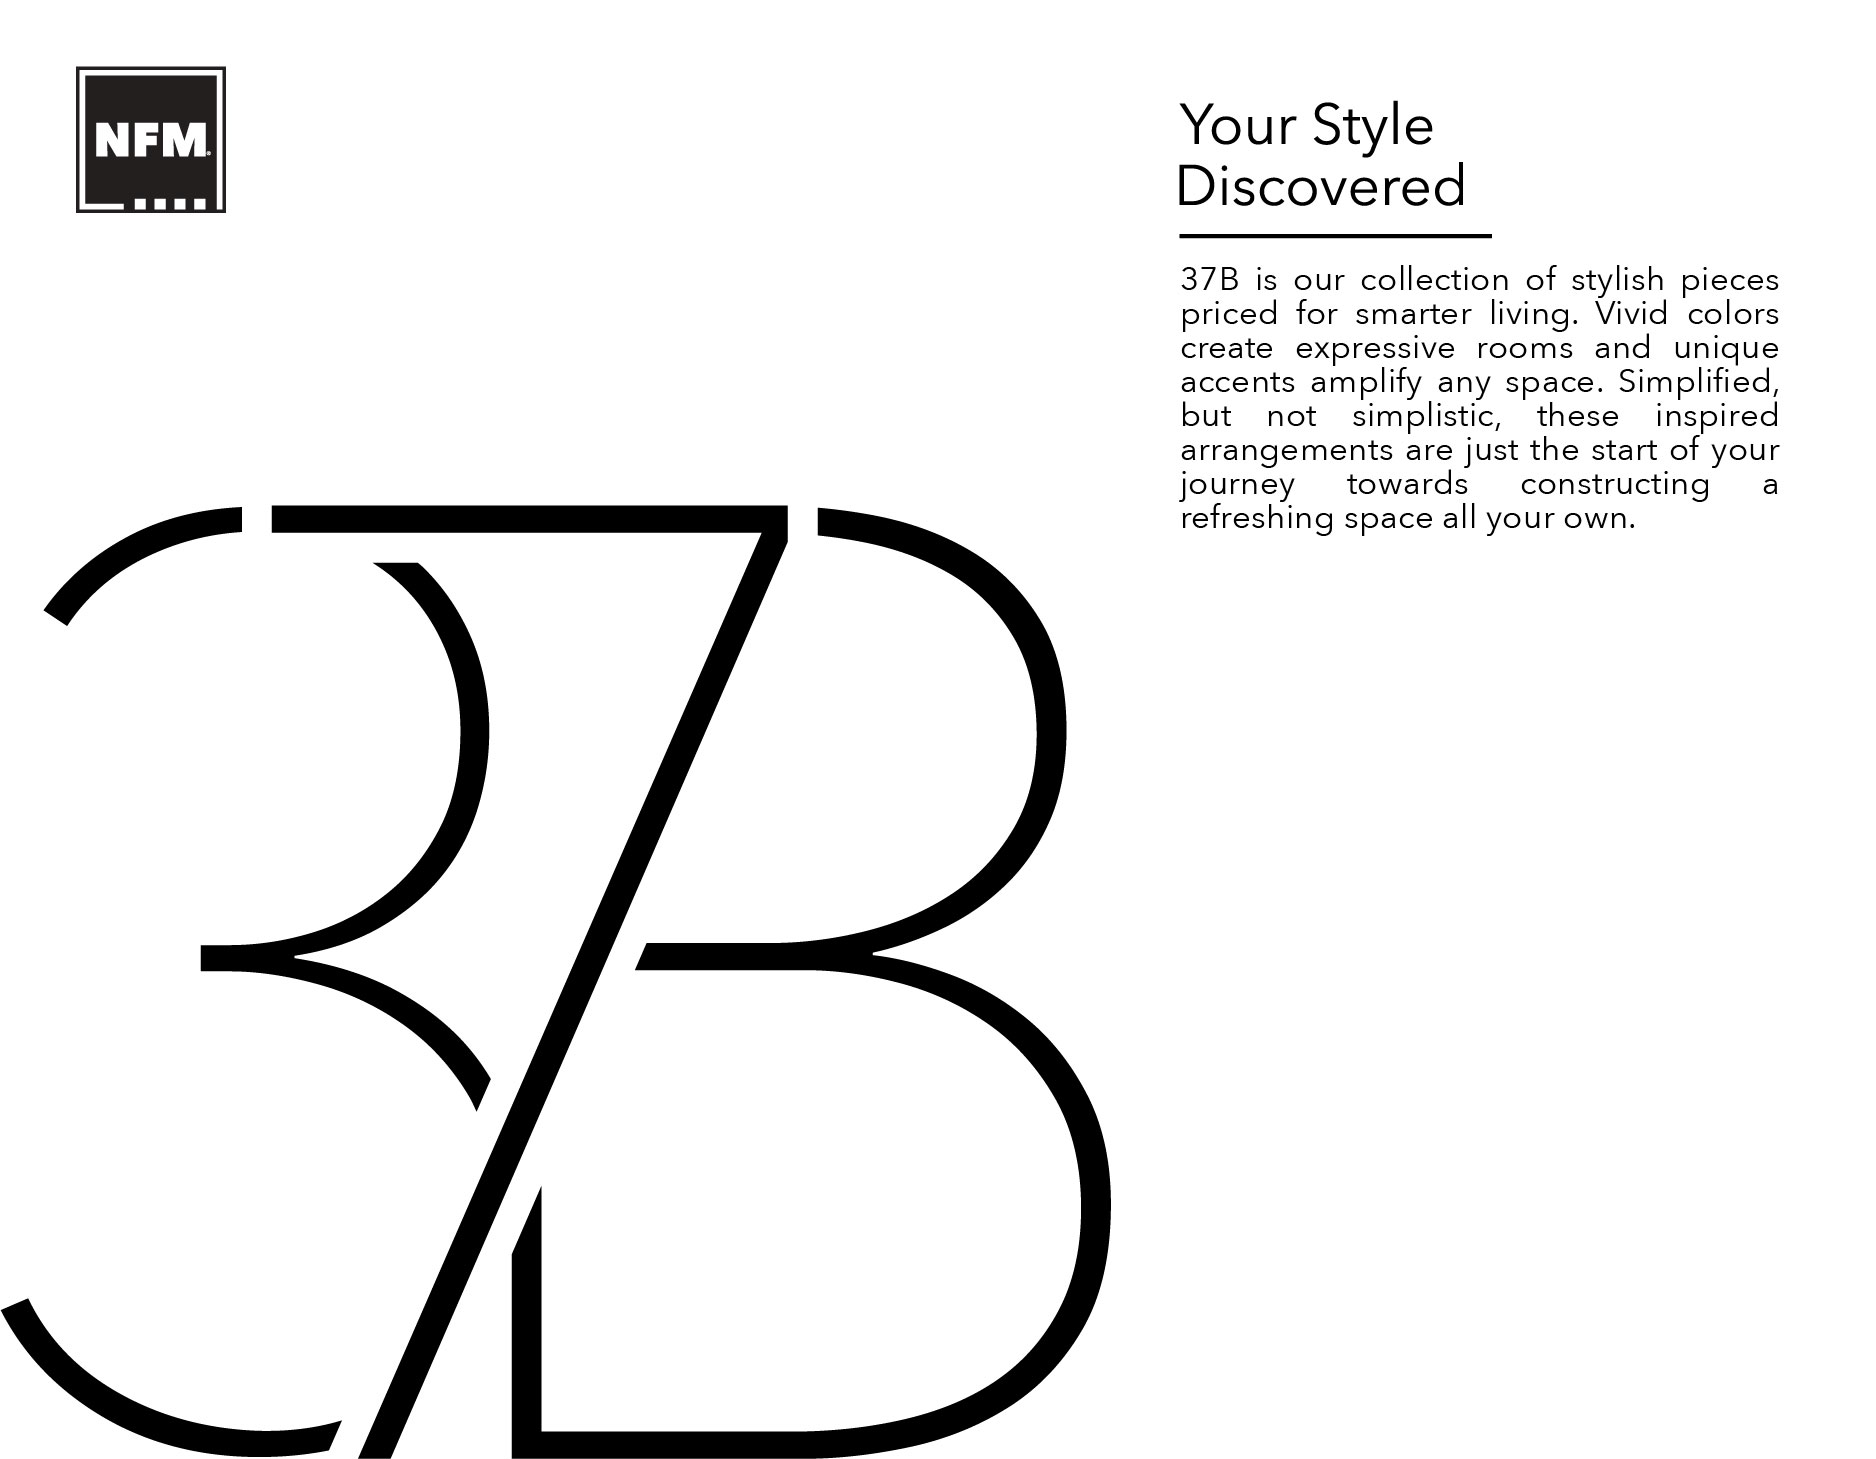 NFM®
Your Style
Discovered
37B is our collection of stylish pieces
priced for smarter living. Vivid colors
create expressive rooms and unique
accents amplify any space. Simplified,
but not simplistic, these inspired
arrangements are just the start of your
journey towards constructing a
refreshing space all your own.
37B